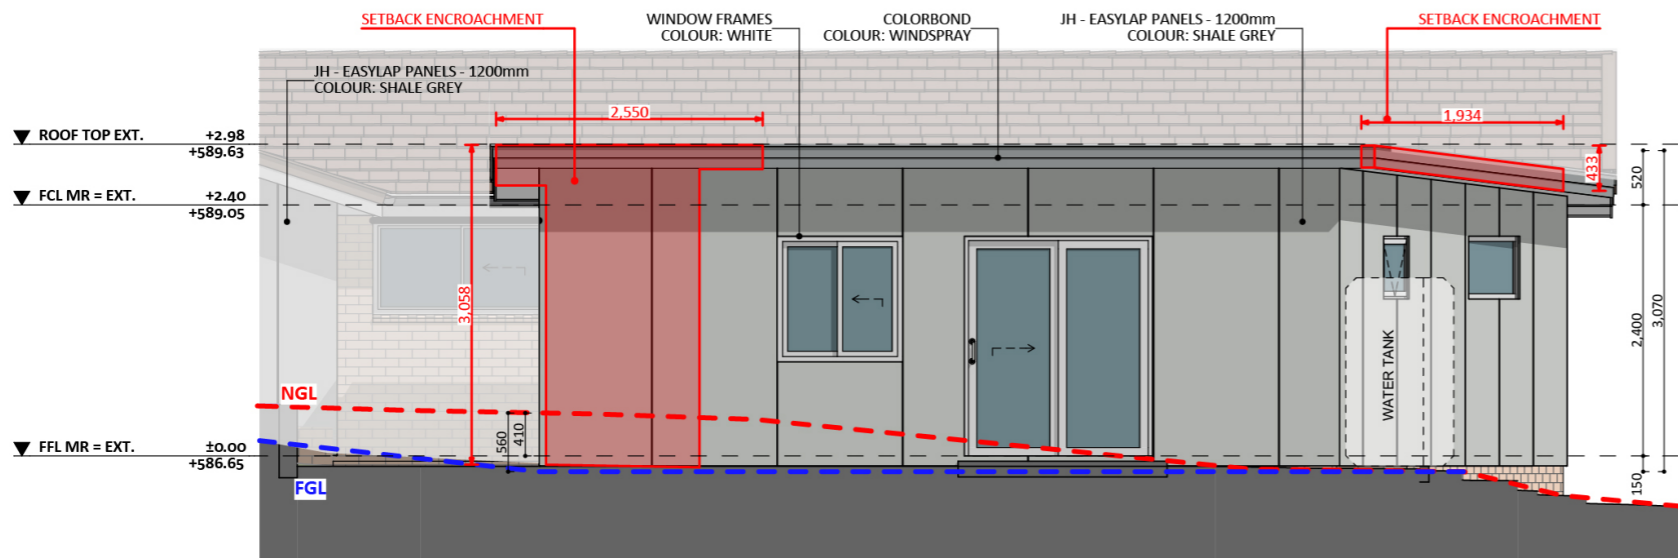 SETBACK ENCROACHMENT
WINDOW FRAMES
COLOUR: WHITE
COLORBOND
COLOUR: WINDSPRAY
JH - EASYLAP PANELS - 1200mm
COLOUR: SHALE GREY
SETBACK ENCROACHMENT
JH - EASYLAP PANELS - 1200mm
COLOUR: SHALE GREY
2,550
1,934
ROOF TOP EXT. +2.98
+589.63
433
520
FCL MR = EXT. +2.40
+589.05
3,058
2,400
3,070
WATER TANK
NGL
560
410
FFL MR = EXT. ±0.00
+586.65
FGL
150